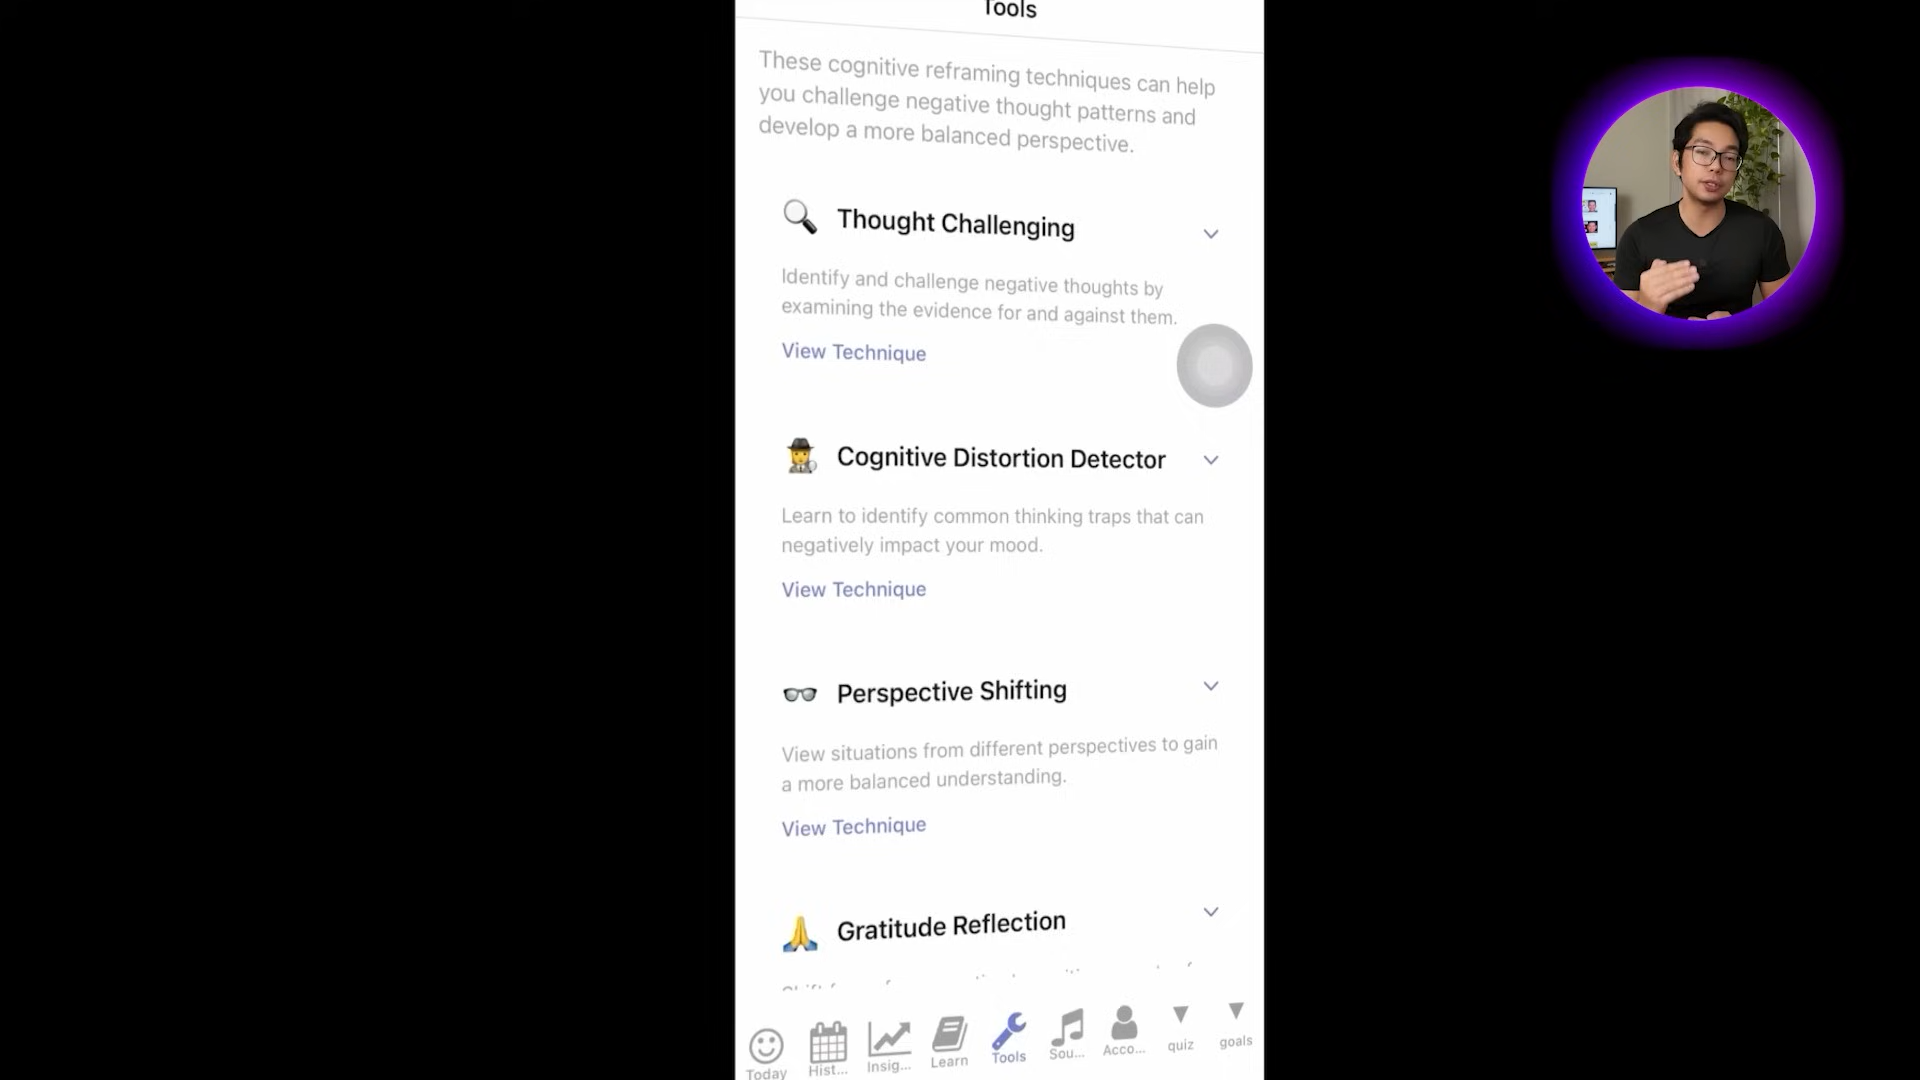 Tools
These cognitive reframing techniques can help
you challenge negative thought patterns and
develop a more balanced perspective.
Thought Challenging
Identify and challenge negative thoughts by
examining the evidence for and against them.
View Technique
Cognitive Distortion Detector
Learn to identify common thinking traps that can
negatively impact your mood.
View Technique
Perspective Shifting
View situations from different perspectives to gain
a more balanced understanding.
View Technique
Gratitude Reflection
Today
Hist...
Insig...
Learn
Tools
Sou...
Acco...
quiz
goals